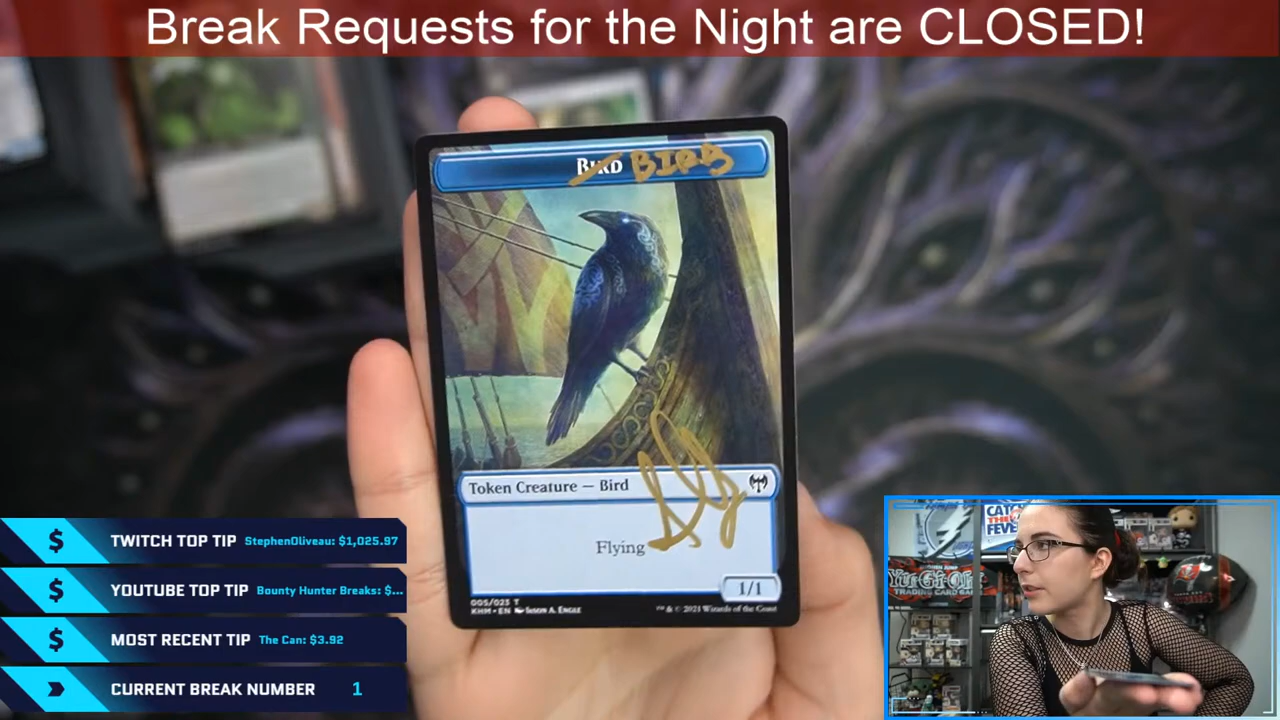 Break Requests for the Night are CLOSED!
BIRD BIRB
Token Creature — Bird
Flying
1/1
005/023 T
KHM • EN JASON A. ENGLE
™ & © 2021 Wizards of the Coast
$ TWITCH TOP TIP StephenOliveau: $1,025.97
$ YOUTUBE TOP TIP Bounty Hunter Breaks: $...
$ MOST RECENT TIP The Can: $3.92
CURRENT BREAK NUMBER 1
Yu-Gi-Oh!
TRADING CARD GAME